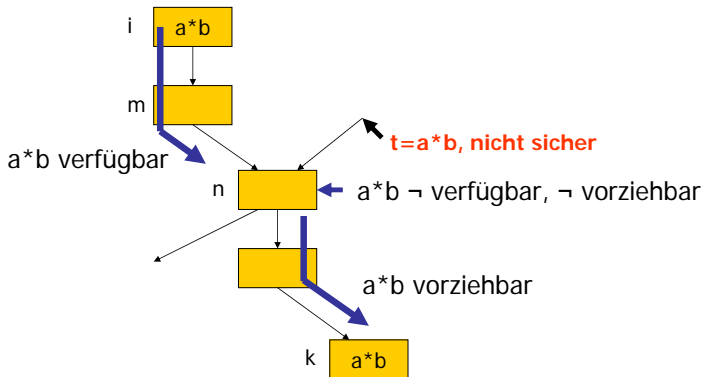 i
a*b
m
t=a*b, nicht sicher
a*b verfügbar
n
a*b ¬ verfügbar, ¬ vorziehbar
a*b vorziehbar
k
a*b